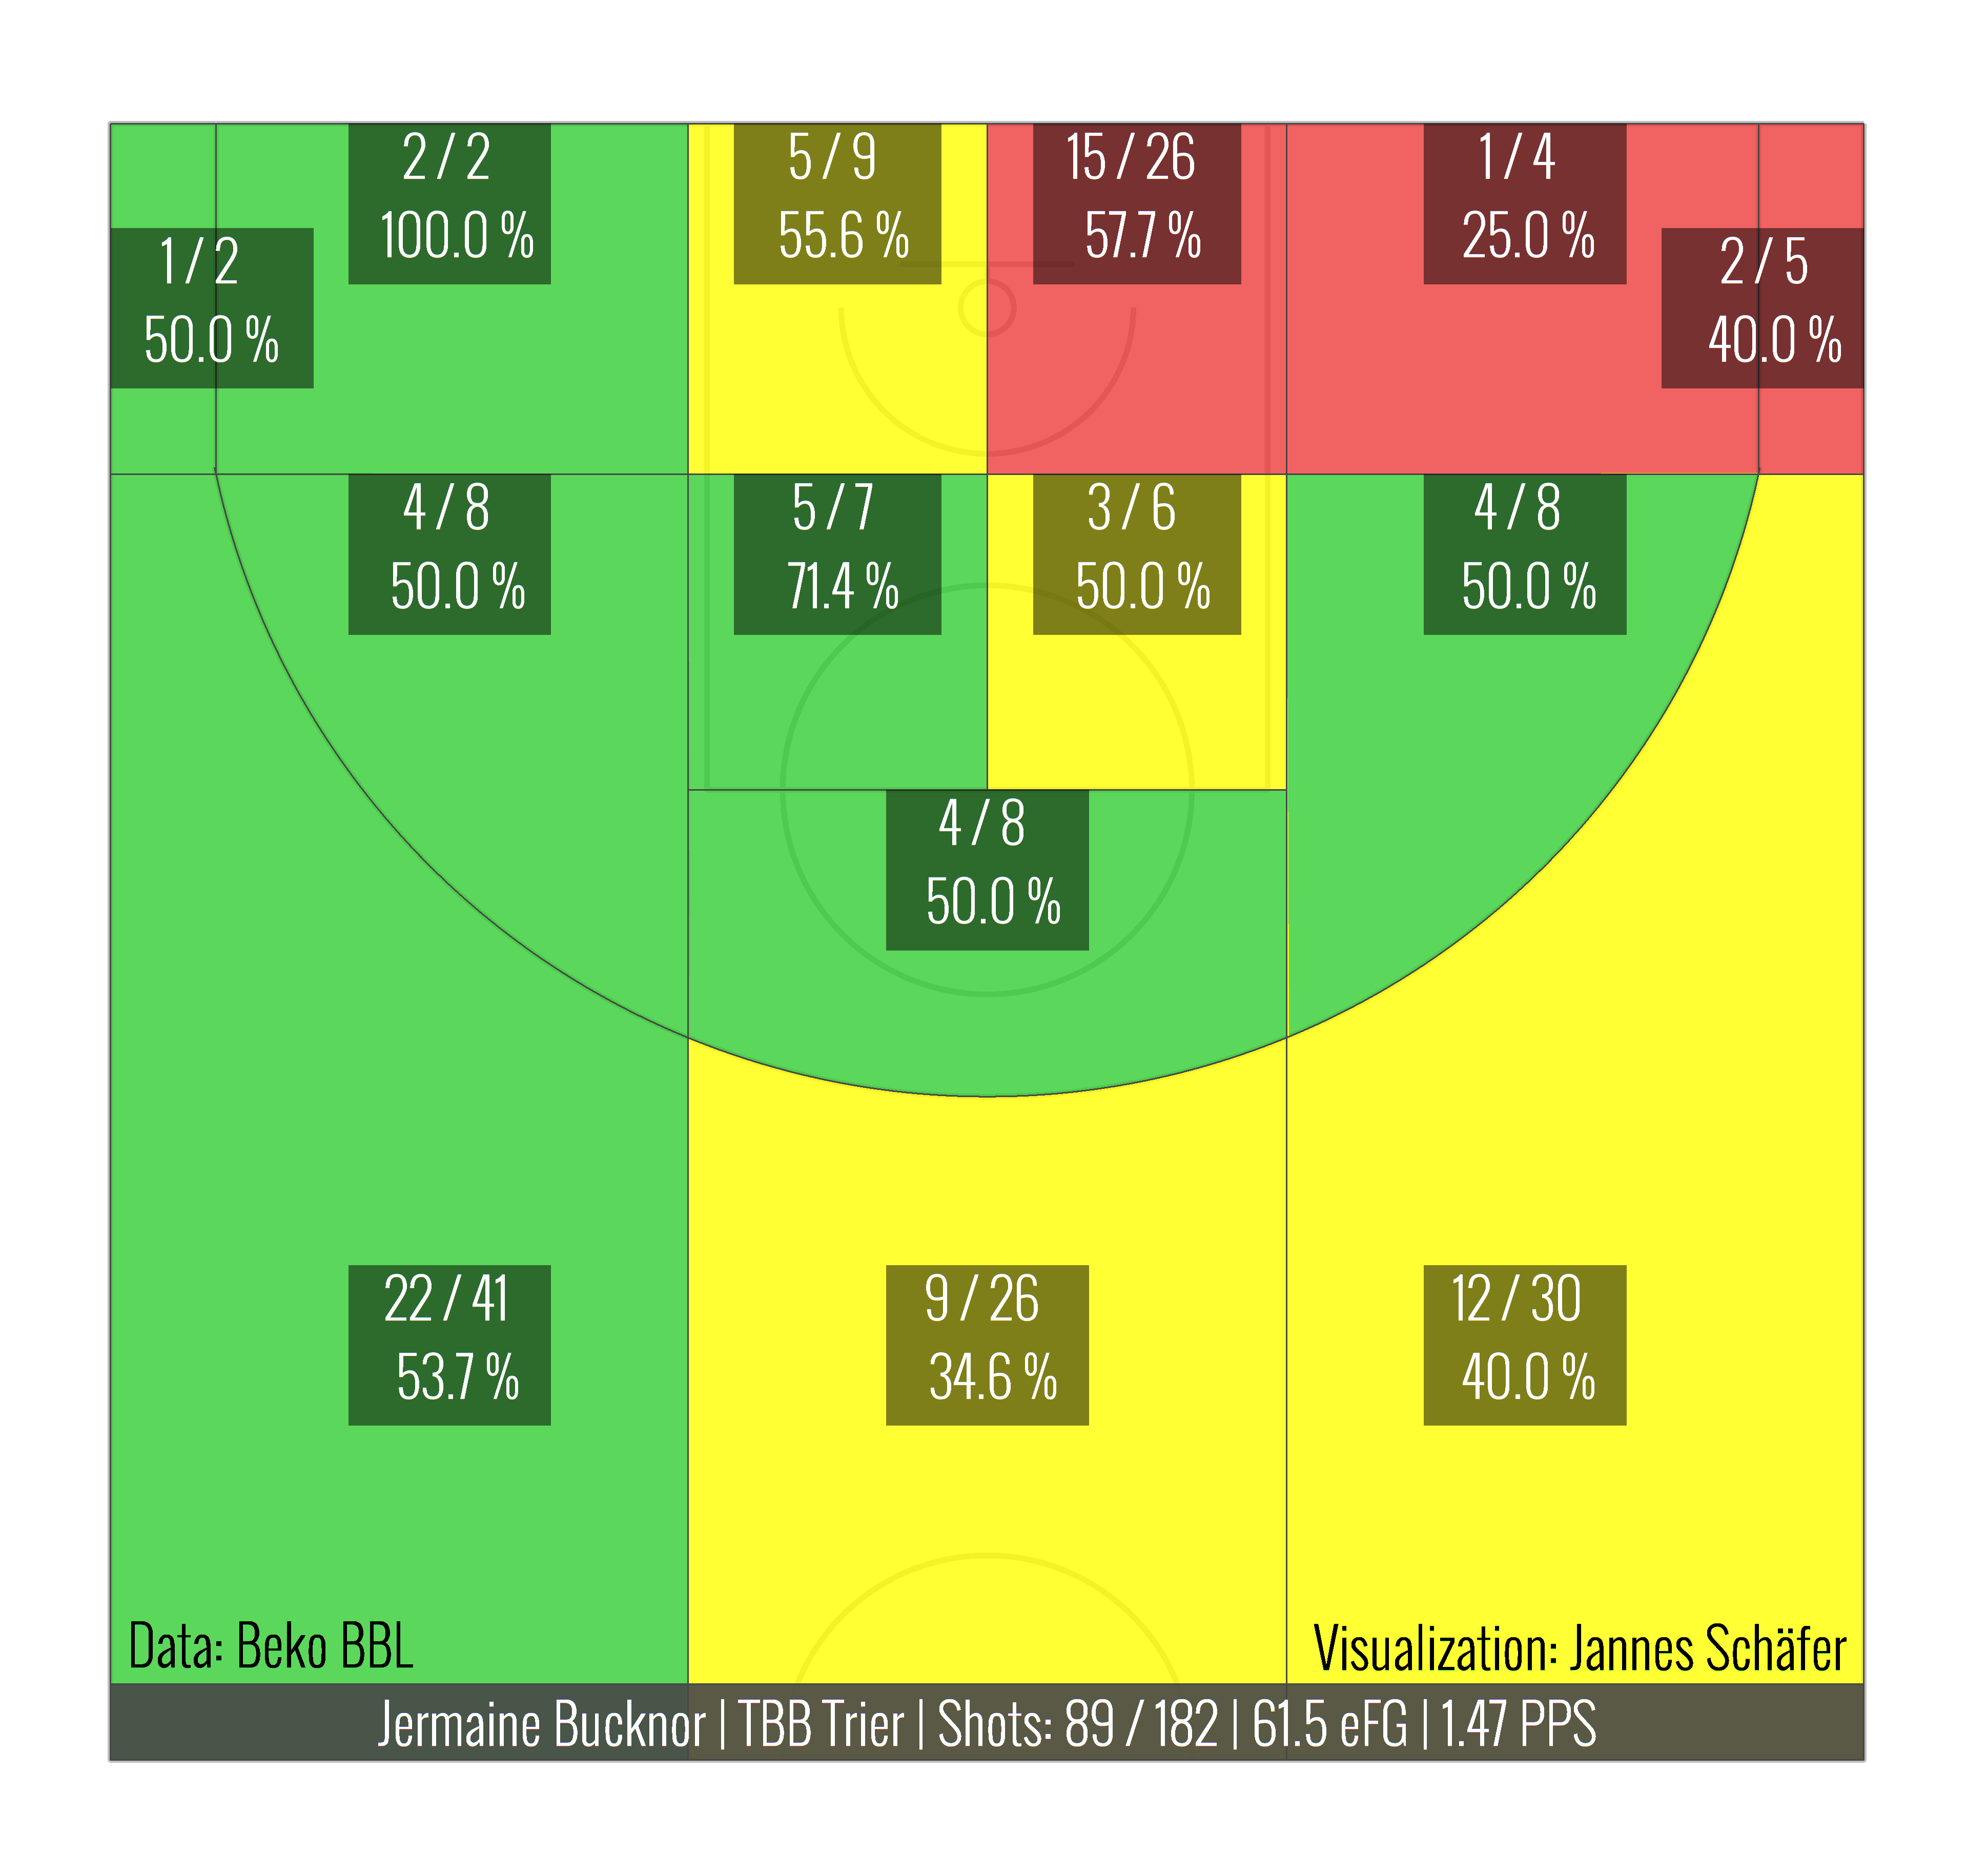 2 / 2
100.0 %
5 / 9
55.6 %
15 / 26
57.7 %
1 / 4
25.0 %
1 / 2
50.0 %
2 / 5
40.0 %
4 / 8
50.0 %
5 / 7
71.4 %
3 / 6
50.0 %
4 / 8
50.0 %
4 / 8
50.0 %
22 / 41
53.7 %
9 / 26
34.6 %
12 / 30
40.0 %
Data: Beko BBL
Visualization: Jannes Schäfer
Jermaine Bucknor | TBB Trier | Shots: 89 / 182 | 61.5 eFG | 1.47 PPS